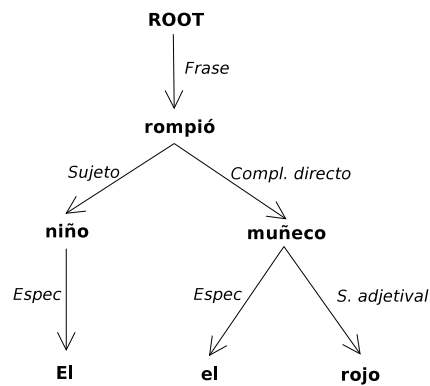 ROOT
Frase
rompió
Sujeto Compl. directo
niño muñeco
Espec Espec S. adjetival
El el rojo